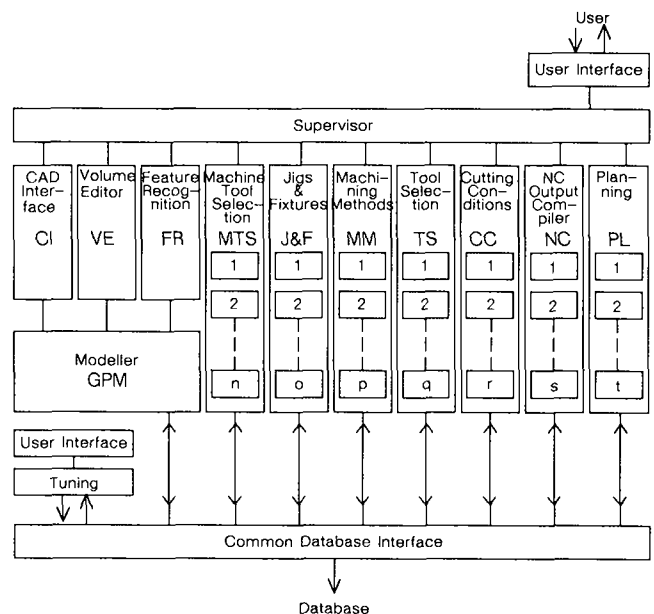 User
User Interface
Supervisor
CAD
Inter-
face
CI
Volume
Editor
VE
Feature
Recog-
nition
FR
Machine
Tool
Selec-
tion
MTS
1
2
n
Jigs
&
Fixtures
J&F
1
2
o
Machi-
ning
Methods
MM
1
2
p
Tool
Selec-
tion
TS
1
2
q
Cutting
Condi-
tions
CC
1
2
r
NC
Output
Com-
piler
NC
1
2
s
Plan-
ning
PL
1
2
t
Modeller
GPM
User Interface
Tuning
Common Database Interface
Database